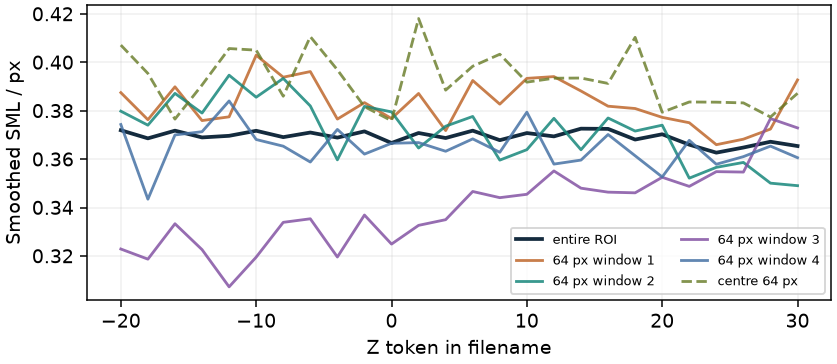 0.42
0.40
0.38
0.36
0.34
0.32
Smoothed SML / px
−20
−10
0
10
20
30
Z token in filename
entire ROI
64 px window 1
64 px window 2
64 px window 3
64 px window 4
centre 64 px